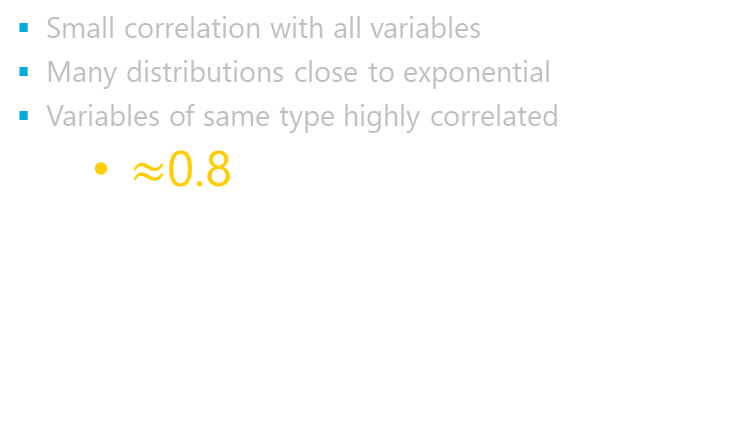 ▪ Small correlation with all variables
▪ Many distributions close to exponential
▪ Variables of same type highly correlated
• ≈0.8